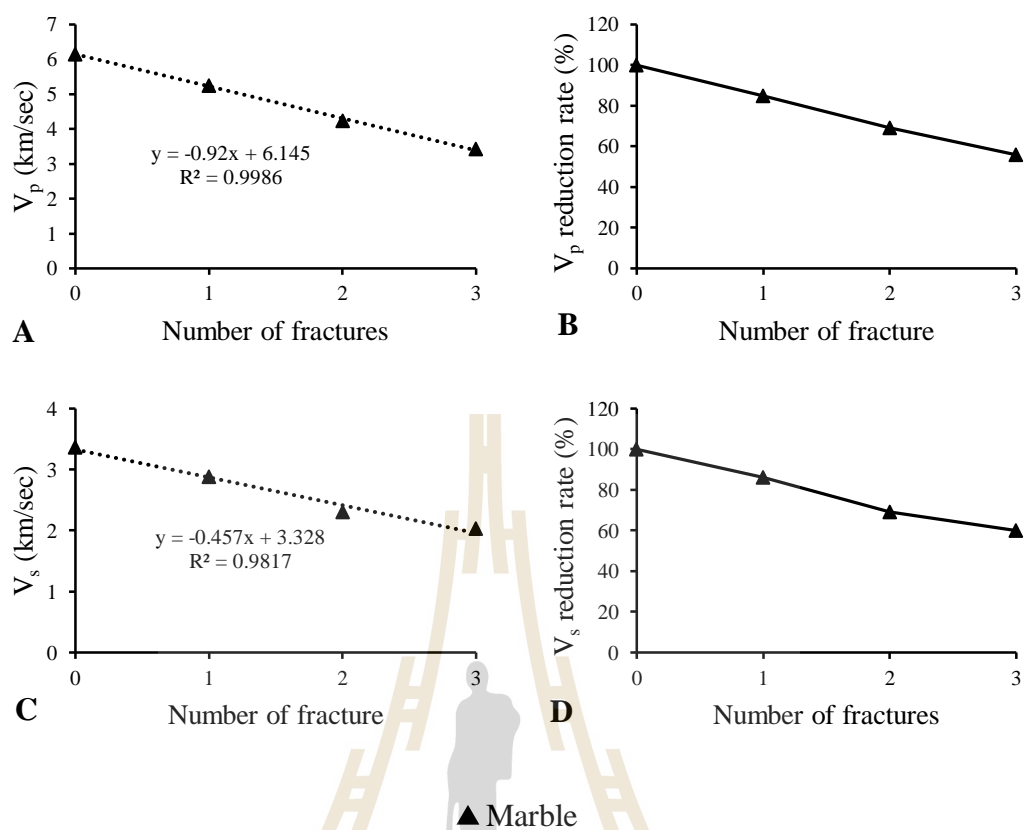 7
6
5
4
3
2
1
0
V_p (km/sec)
y = -0.92x + 6.145
R² = 0.9986
0 1 2 3
Number of fractures
A
120
100
80
60
40
20
0
V_p reduction rate (%)
0 1 2 3
Number of fracture
B
4
3
2
1
0
V_s (km/sec)
y = -0.457x + 3.328
R² = 0.9817
0 1 2 3
Number of fracture
C
120
100
80
60
40
20
0
V_s reduction rate (%)
0 1 2 3
Number of fractures
D
Marble